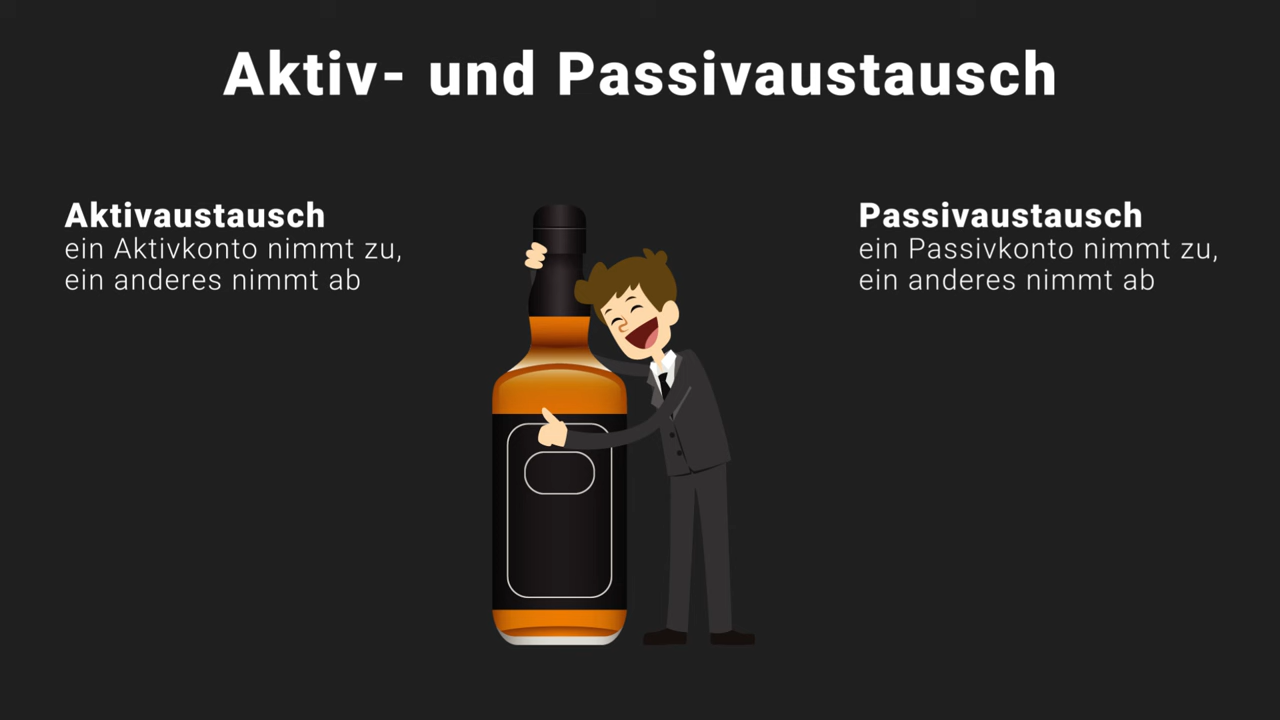 Aktiv- und Passivaustausch
Aktivaustausch
ein Aktivkonto nimmt zu,
ein anderes nimmt ab
Passivaustausch
ein Passivkonto nimmt zu,
ein anderes nimmt ab